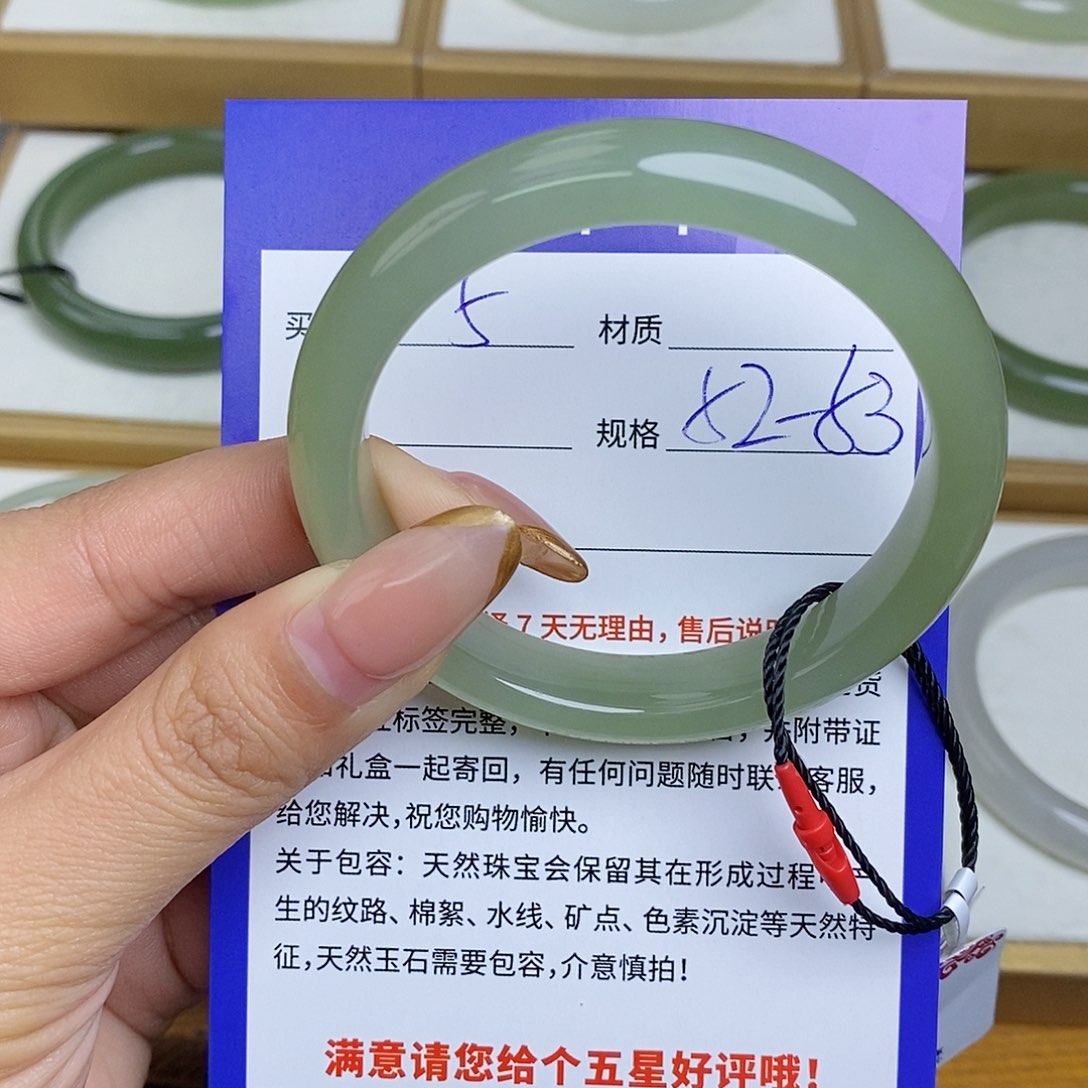 买 5 材质
规格 82-83
7天无理由,售后说
货
标签完整,
附带证
礼盒一起寄回,有任何问题随时联 客服,
给您解决,祝您购物愉快。
关于包容:天然珠宝会保留其在形成过程中产
生的纹路、棉絮、水线、矿点、色素沉淀等天然特
征,天然玉石需要包容,介意慎拍!
满意请您给个五星好评哦!